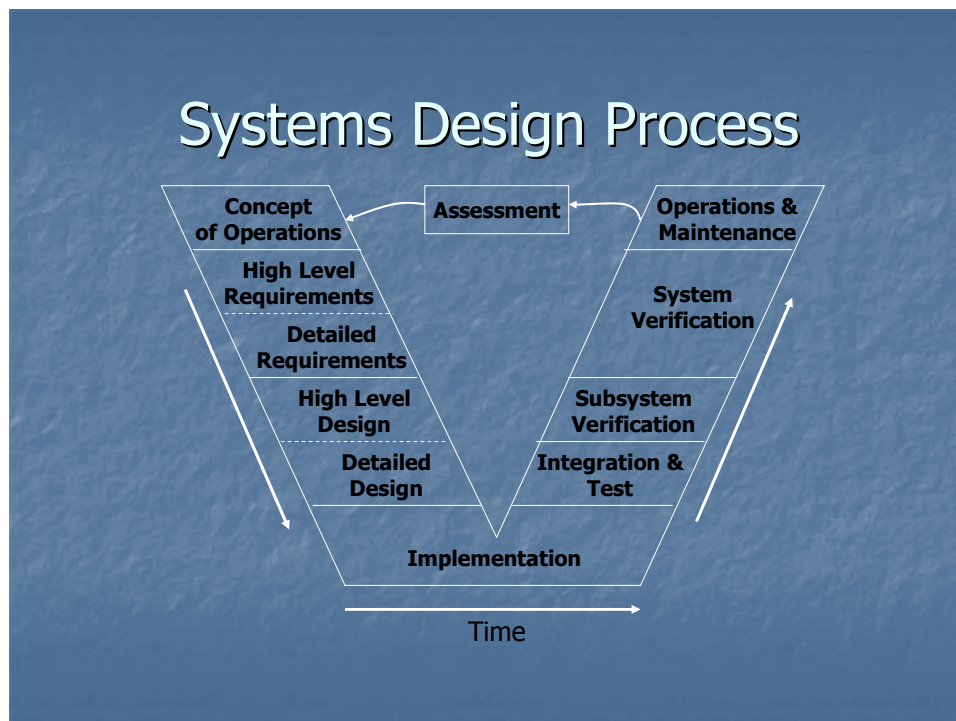 Systems Design Process
Concept
of Operations
Assessment
Operations &
Maintenance
High Level
Requirements
System
Verification
Detailed
Requirements
High Level
Design
Subsystem
Verification
Detailed
Design
Integration &
Test
Implementation
Time